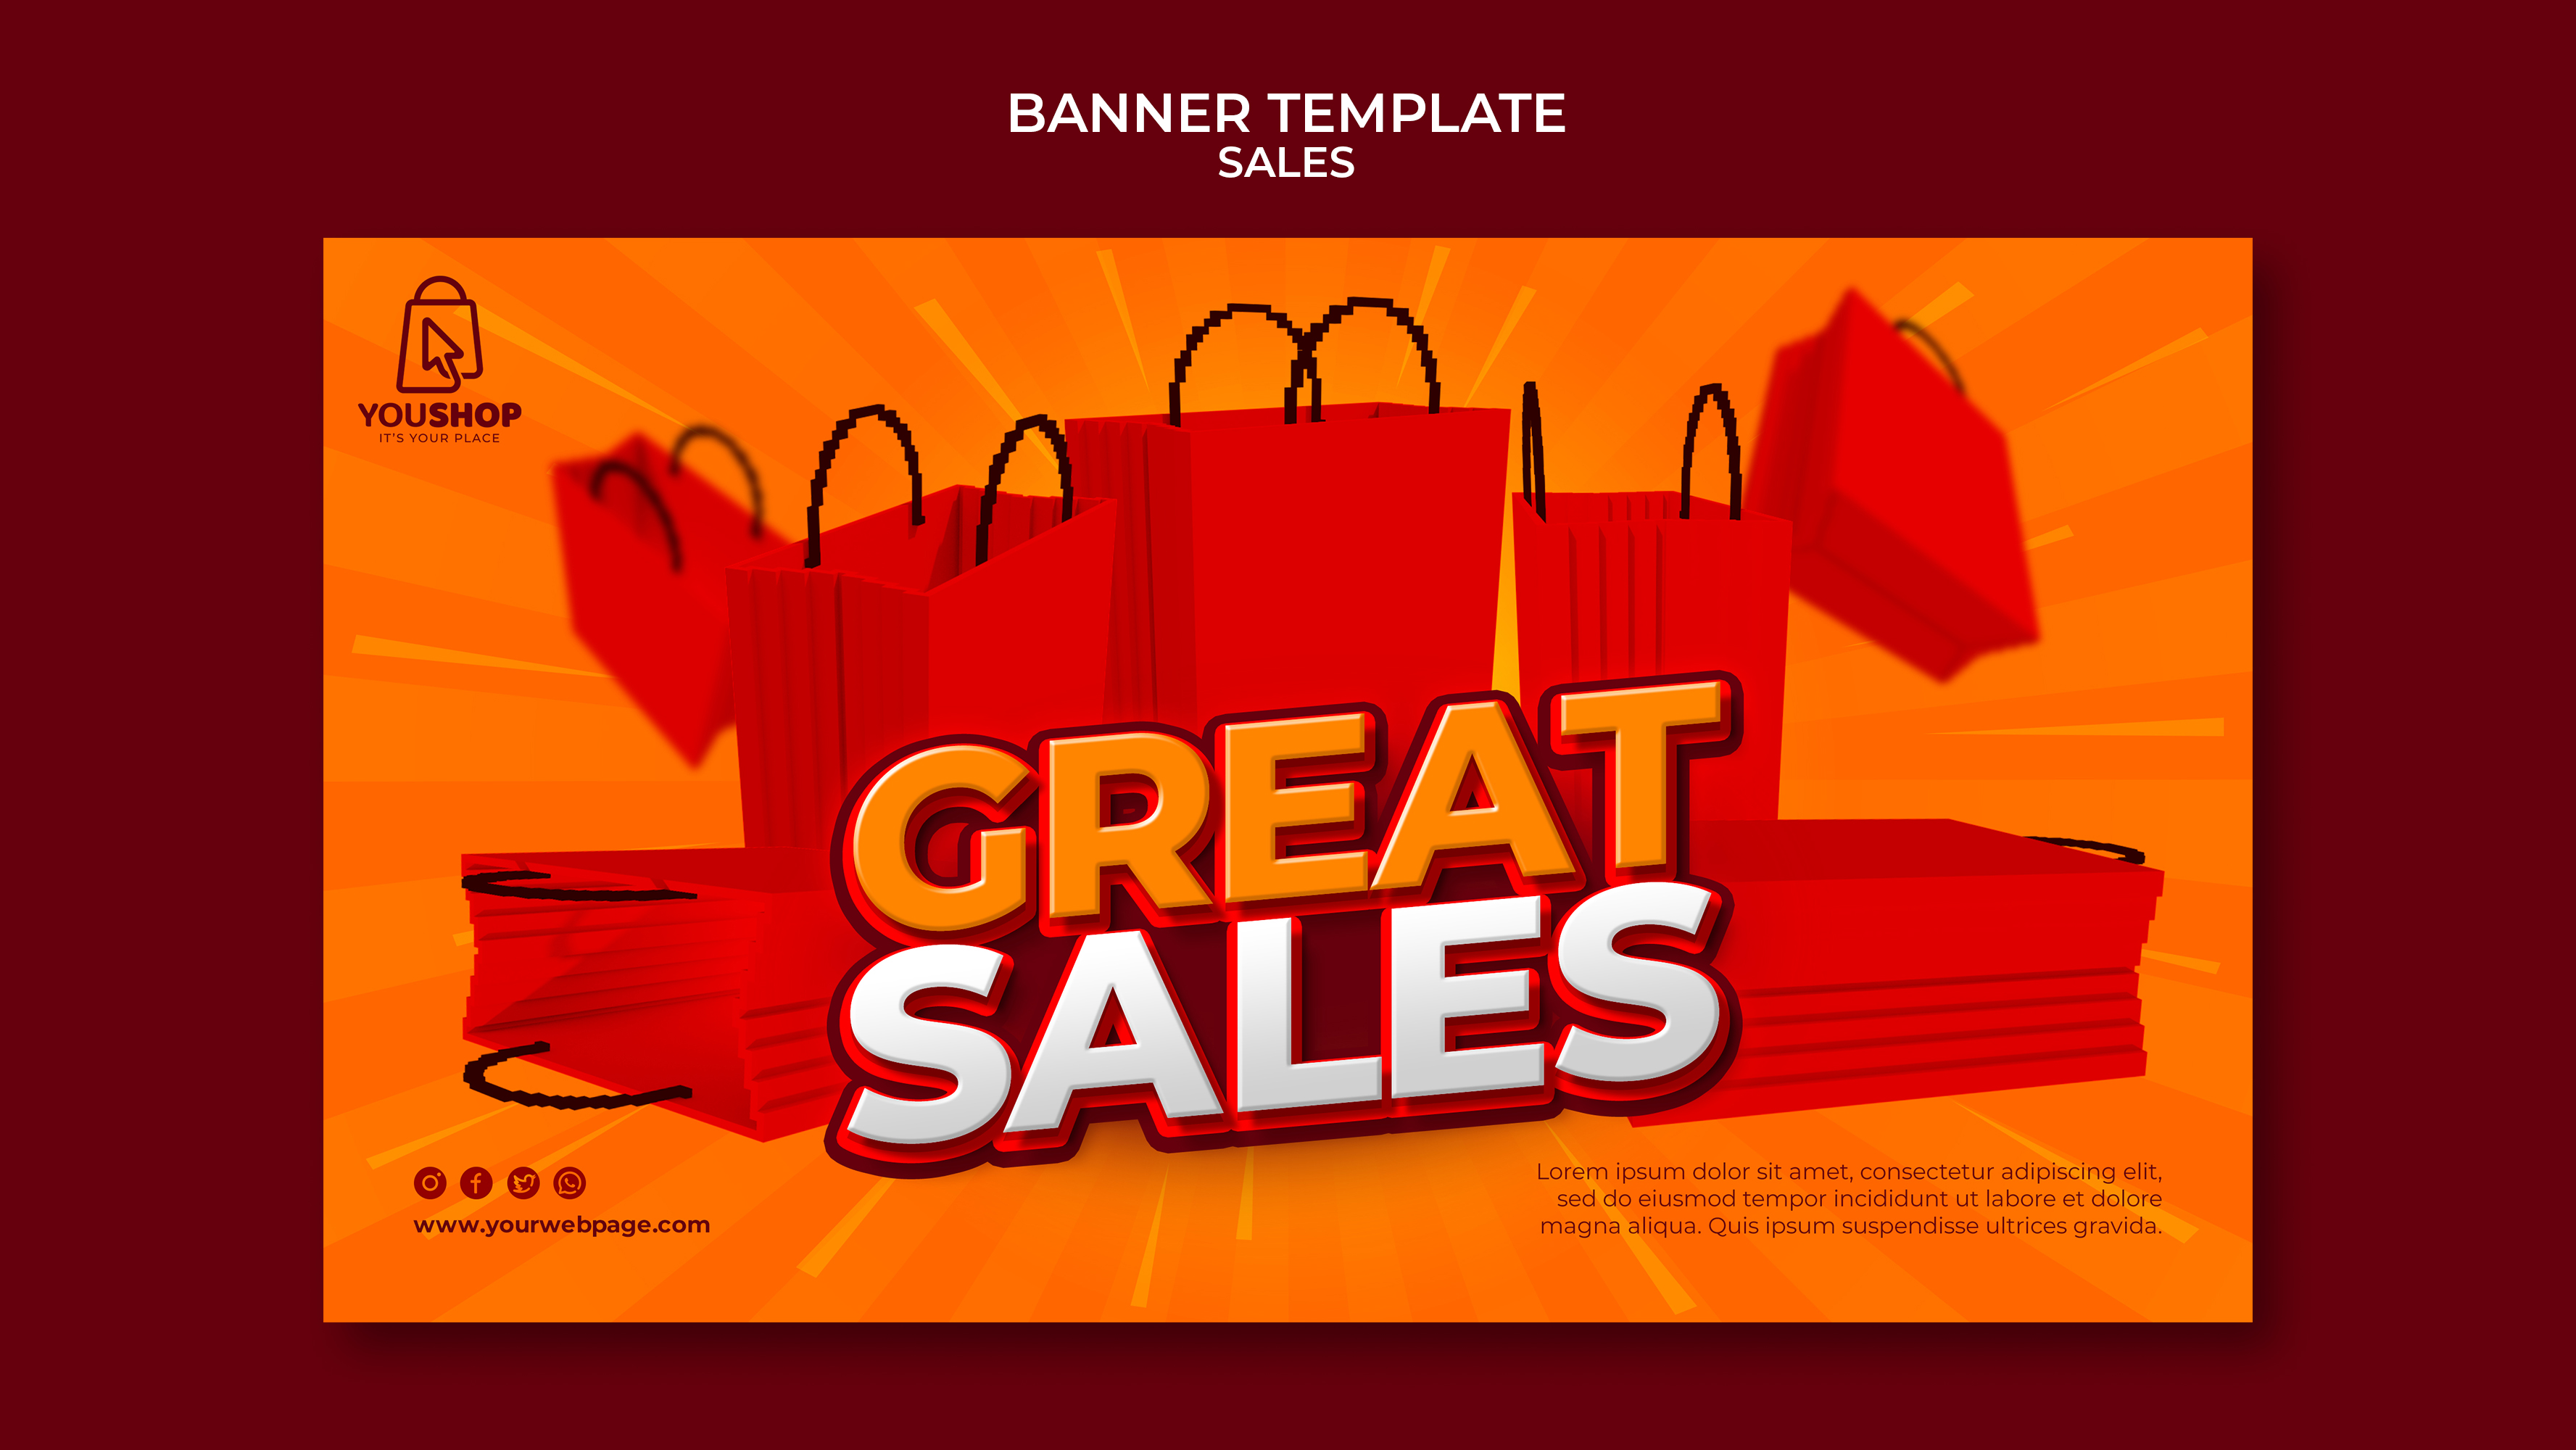 BANNER TEMPLATE
SALES
YOUSHOP
IT'S YOUR PLACE
GREAT
SALES
www.yourwebpage.com
Lorem ipsum dolor sit amet, consectetur adipiscing elit,
sed do eiusmod tempor incididunt ut labore et dolore
magna aliqua. Quis ipsum suspendisse ultrices gravida.